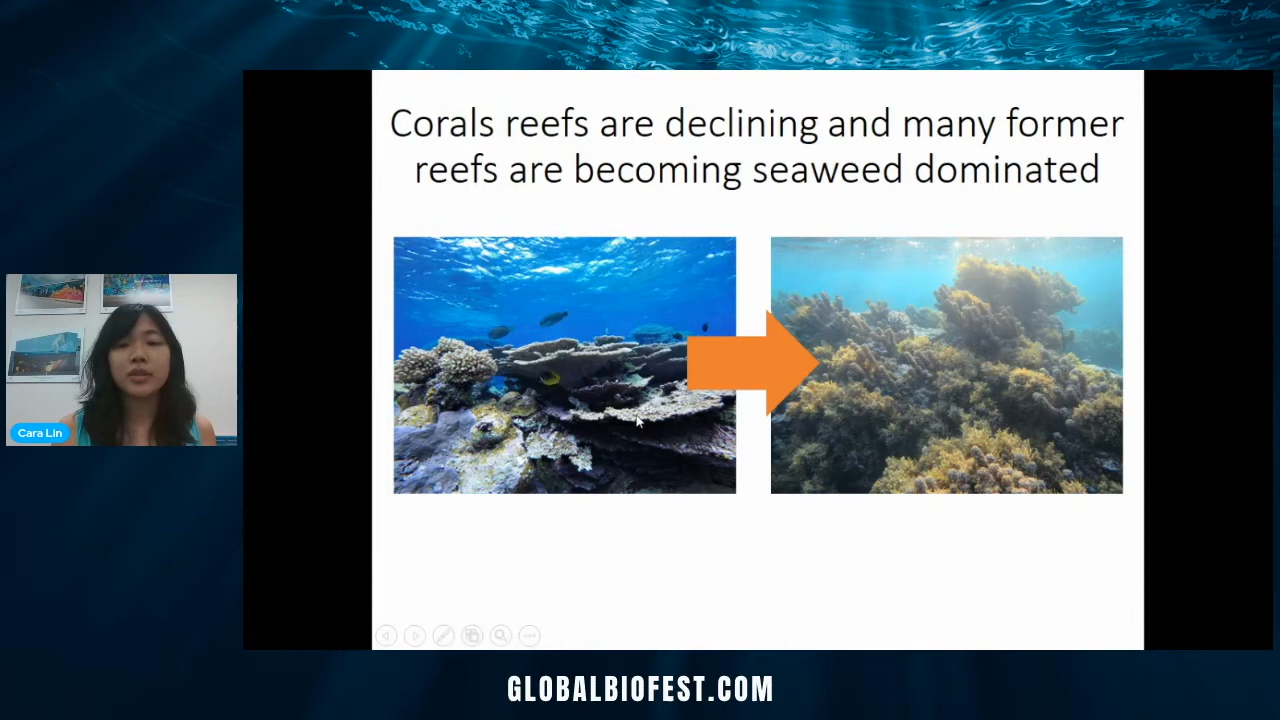 Corals reefs are declining and many former
reefs are becoming seaweed dominated
Cara Lin
GLOBALBIOFEST.COM